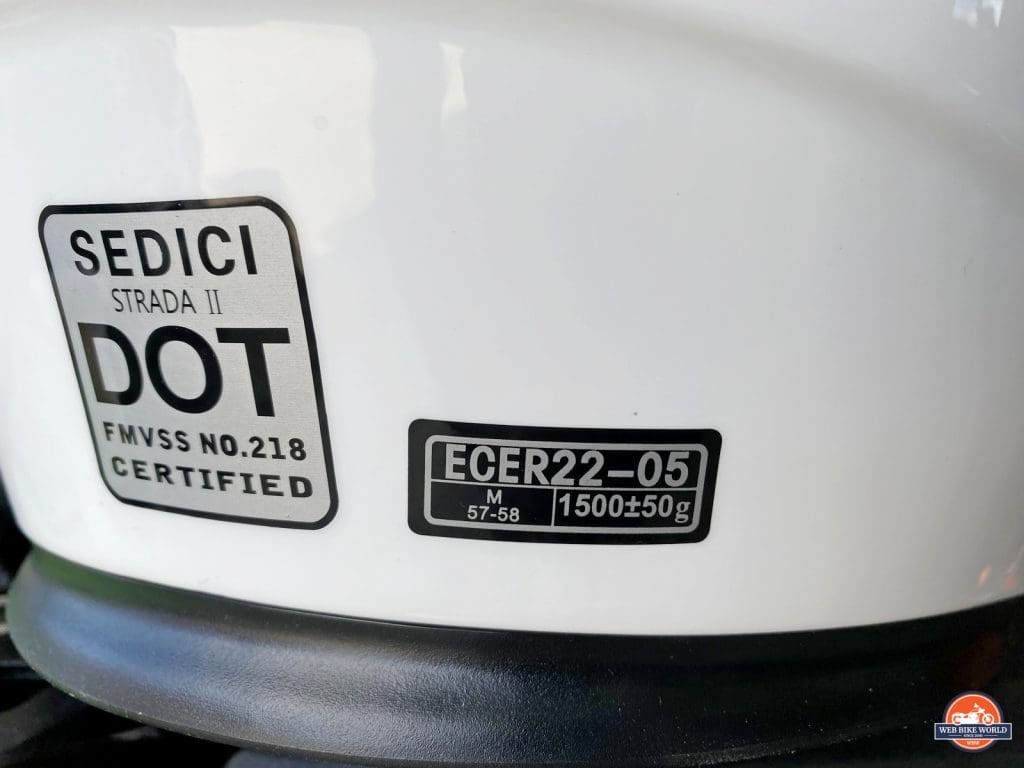 SEDICI
STRADA II
DOT
FMVSS NO.218
CERTIFIED
ECER22-05
M
57-58
1500±50g
WEB BIKE WORLD